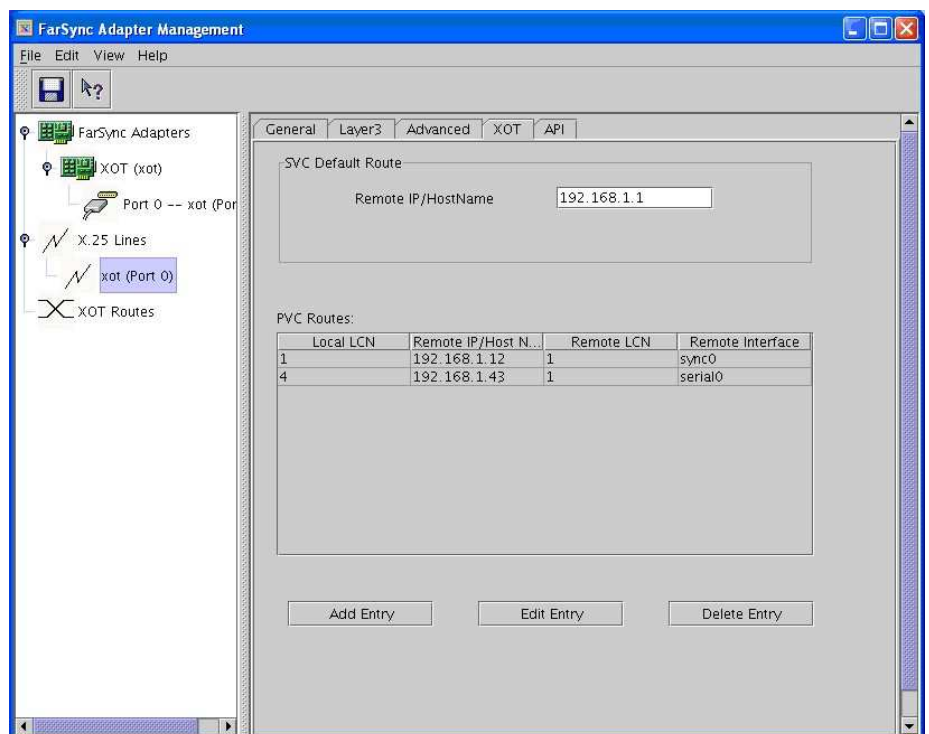 FarSync Adapter Management
File Edit View Help
FarSync Adapters
XOT (xot)
Port 0 -- xot (Por
X.25 Lines
xot (Port 0)
XOT Routes
General Layer3 Advanced XOT API
SVC Default Route
Remote IP/HostName 192.168.1.1
PVC Routes:
Local LCN Remote IP/Host N... Remote LCN Remote Interface
1 192.168.1.12 1 sync0
4 192.168.1.43 1 serial0
Add Entry Edit Entry Delete Entry